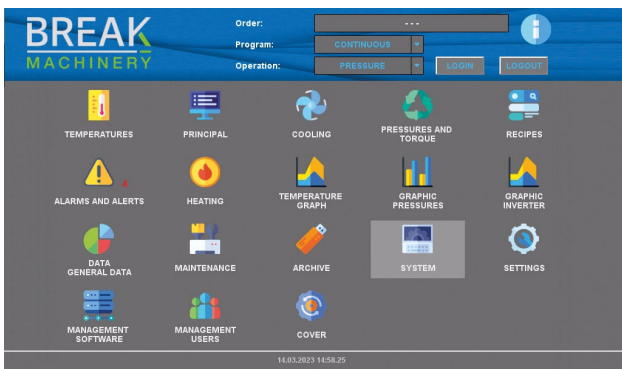 BREAK
MACHINERY
Order:
---
Program:
CONTINUOUS
Operation:
PRESSURE
LOGIN
LOGOUT
TEMPERATURES
PRINCIPAL
COOLING
PRESSURES AND
TORQUE
RECIPES
ALARMS AND ALERTS
HEATING
TEMPERATURE
GRAPH
GRAPHIC
PRESSURES
GRAPHIC
INVERTER
DATA
GENERAL DATA
MAINTENANCE
ARCHIVE
SYSTEM
SETTINGS
MANAGEMENT
SOFTWARE
MANAGEMENT
USERS
COVER
14.03.2023 14:58.25